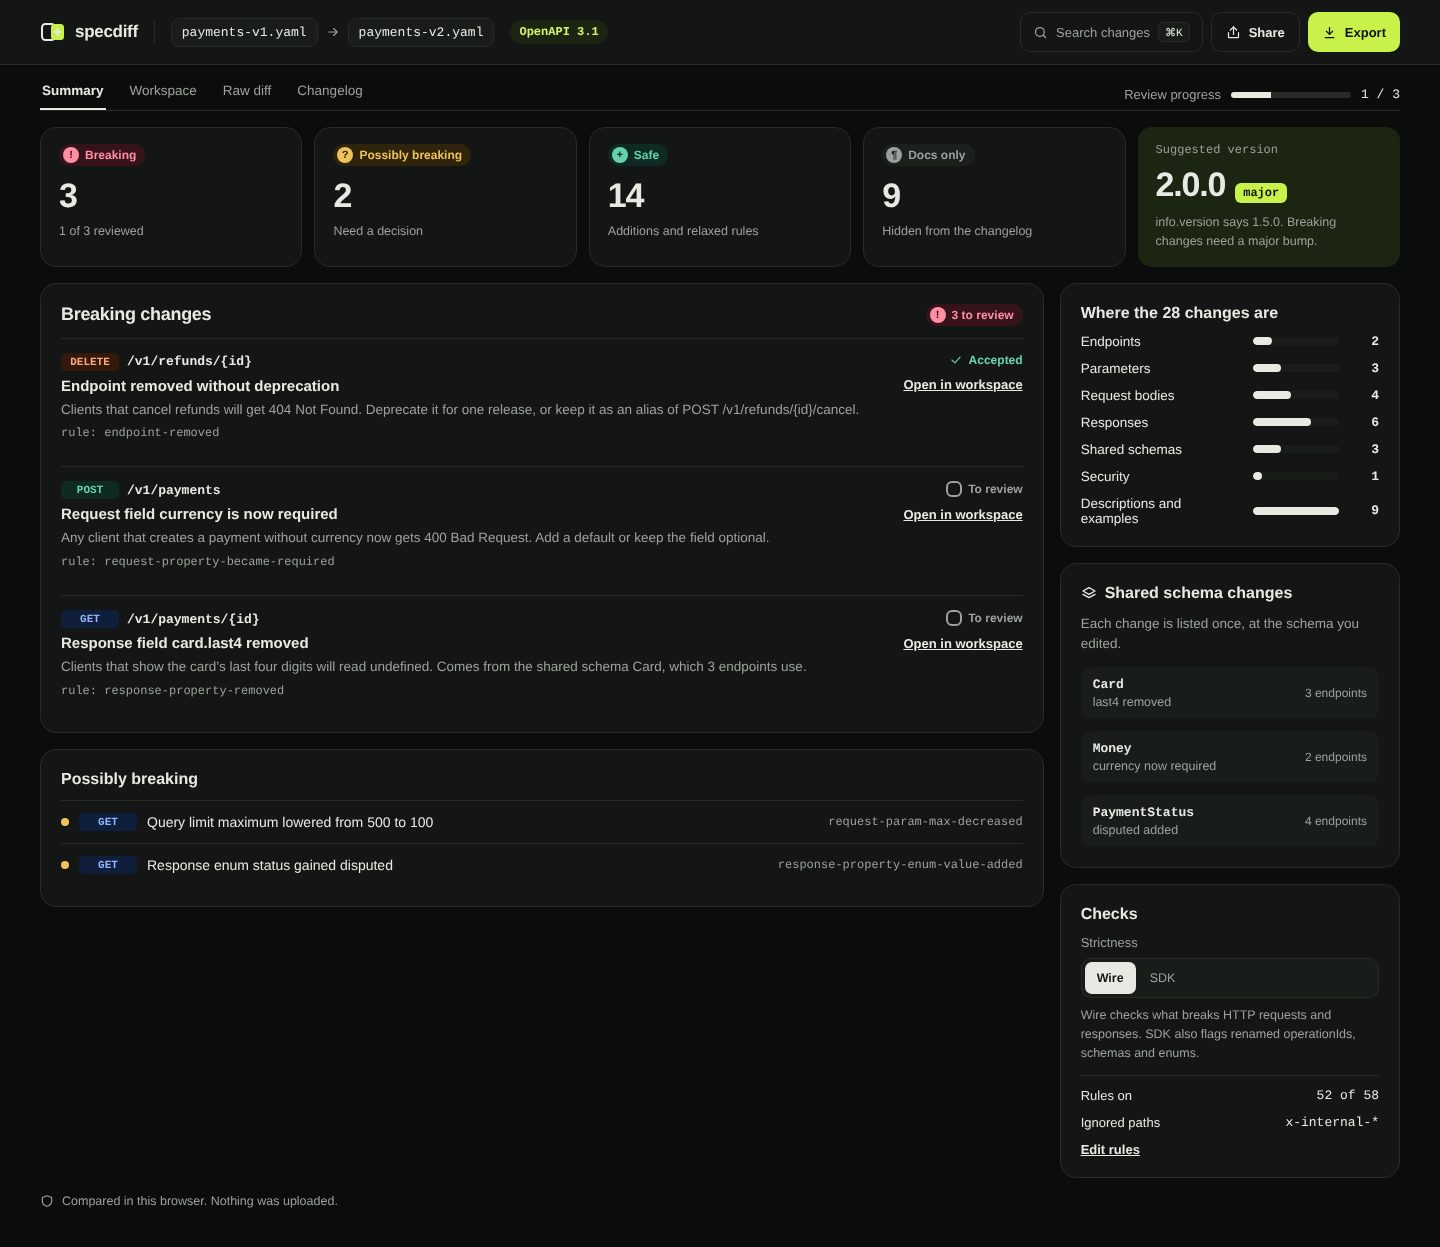 specdiff
payments-v1.yaml → payments-v2.yaml
OpenAPI 3.1
Search changes ⌘K
Share
Export
Summary
Workspace
Raw diff
Changelog
Review progress 1 / 3
! Breaking
3
1 of 3 reviewed
? Possibly breaking
2
Need a decision
+ Safe
14
Additions and relaxed rules
¶ Docs only
9
Hidden from the changelog
Suggested version
2.0.0 major
info.version says 1.5.0. Breaking
changes need a major bump.
Breaking changes
! 3 to review
DELETE /v1/refunds/{id}
Accepted
Endpoint removed without deprecation
Open in workspace
Clients that cancel refunds will get 404 Not Found. Deprecate it for one release, or keep it as an alias of POST /v1/refunds/{id}/cancel.
rule: endpoint-removed
POST /v1/payments
To review
Request field currency is now required
Open in workspace
Any client that creates a payment without currency now gets 400 Bad Request. Add a default or keep the field optional.
rule: request-property-became-required
GET /v1/payments/{id}
To review
Response field card.last4 removed
Open in workspace
Clients that show the card’s last four digits will read undefined. Comes from the shared schema Card, which 3 endpoints use.
rule: response-property-removed
Possibly breaking
GET Query limit maximum lowered from 500 to 100 request-param-max-decreased
GET Response enum status gained disputed response-property-enum-value-added
Where the 28 changes are
Endpoints 2
Parameters 3
Request bodies 4
Responses 6
Shared schemas 3
Security 1
Descriptions and
examples 9
Shared schema changes
Each change is listed once, at the schema you
edited.
Card
last4 removed
3 endpoints
Money
currency now required
2 endpoints
PaymentStatus
disputed added
4 endpoints
Checks
Strictness
Wire SDK
Wire checks what breaks HTTP requests and
responses. SDK also flags renamed operationIds,
schemas and enums.
Rules on 52 of 58
Ignored paths x-internal-*
Edit rules
Compared in this browser. Nothing was uploaded.